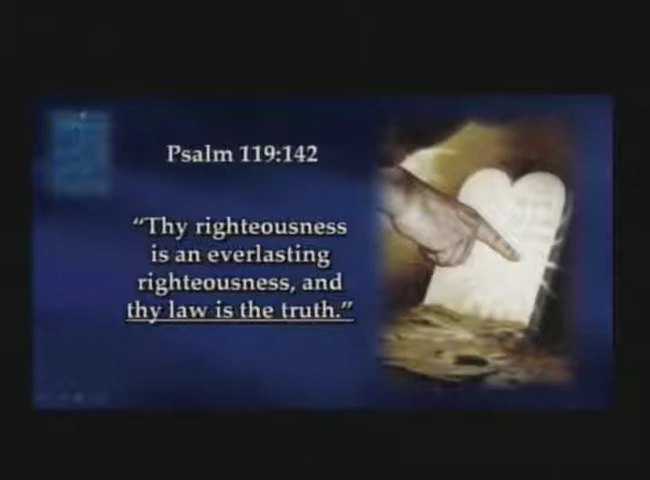 Psalm 119:142
“Thy righteousness
is an everlasting
righteousness, and
thy law is the truth.”